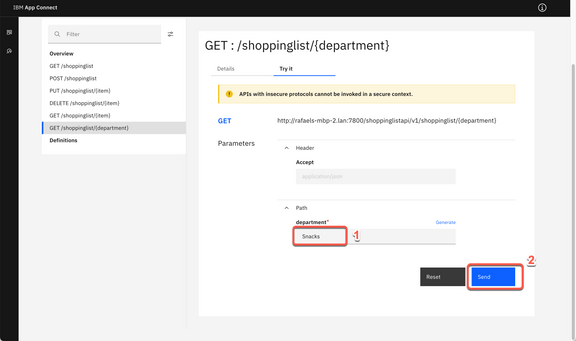 IBM App Connect
Filter
Overview
GET /shoppinglist
POST /shoppinglist
PUT /shoppinglist/{item}
DELETE /shoppinglist/{item}
GET /shoppinglist/{item}
GET /shoppinglist/{department}
Definitions
GET : /shoppinglist/{department}
Details
Try it
APIs with insecure protocols cannot be invoked in a secure context.
GET
http://rafaels-mbp-2.lan:7800/shoppinglistapi/v1/shoppinglist/{department}
Parameters
Header
Accept
application/json
Path
department*
Generate
Snacks
1
2
Reset
Send